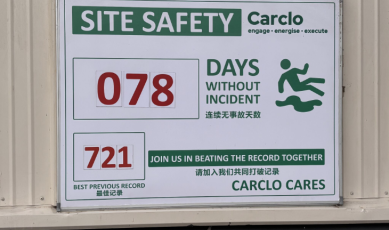 SITE SAFETY
Carclo
engage · energise · execute
078
DAYS
WITHOUT
INCIDENT
连续无事故天数
721
BEST PREVIOUS RECORD
最佳记录
JOIN US IN BEATING THE RECORD TOGETHER
请加入我们共同打破记录
CARCLO CARES